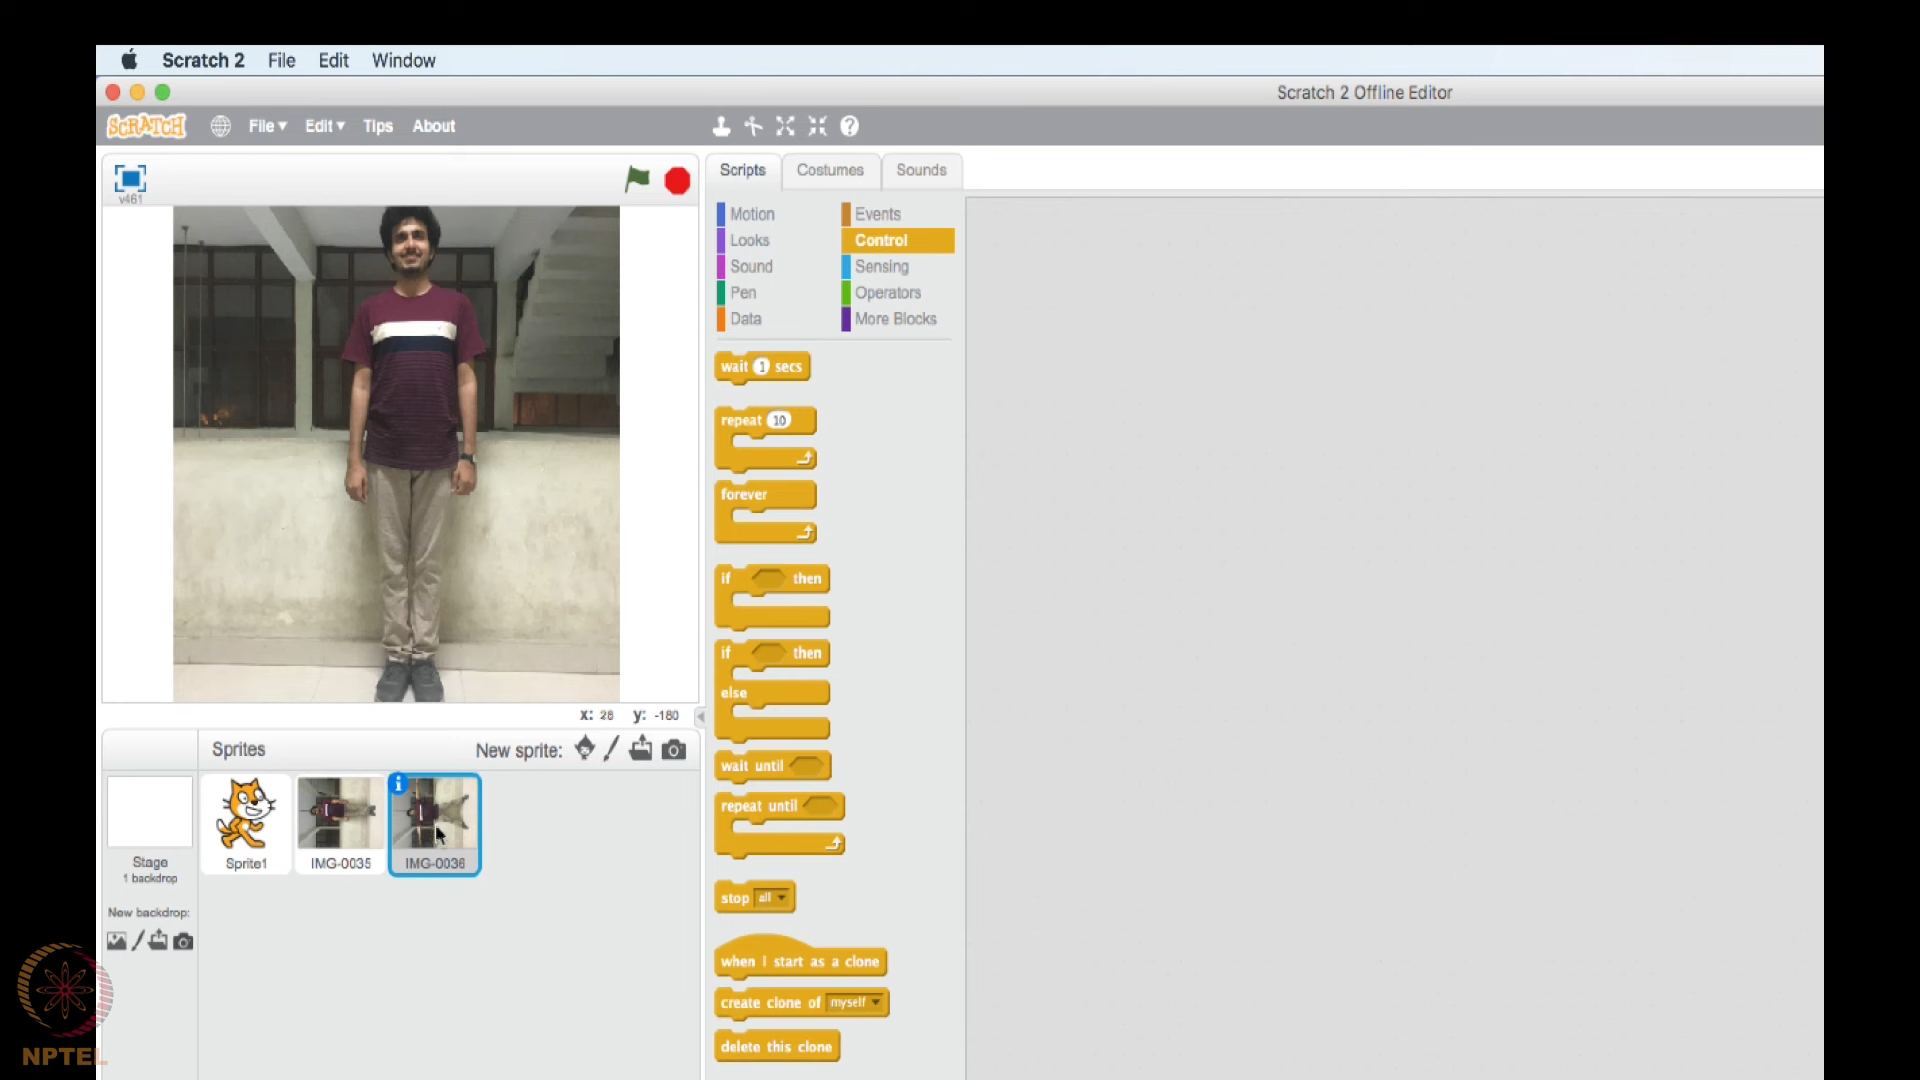 Scratch 2 File Edit Window
Scratch 2 Offline Editor
SCRATCH File Edit Tips About
v461
Scripts Costumes Sounds
Motion Events
Looks Control
Sound Sensing
Pen Operators
Data More Blocks
wait 1 secs
repeat 10
forever
if then
if then
else
wait until
repeat until
stop all
when I start as a clone
create clone of myself
delete this clone
x: 28 y: -180
Sprites New sprite:
i
Sprite1 IMG-0035 IMG-0036
Stage
1 backdrop
New backdrop:
NPTEL